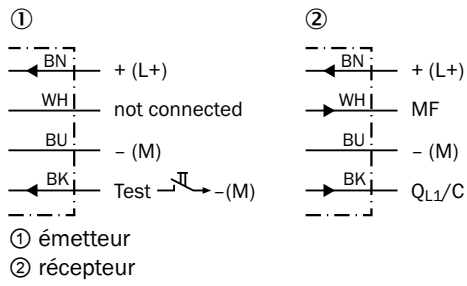 ① ②
BN + (L+) BN + (L+)
WH not connected WH MF
BU – (M) BU – (M)
BK Test –(M) BK QL1/C
① émetteur
② récepteur